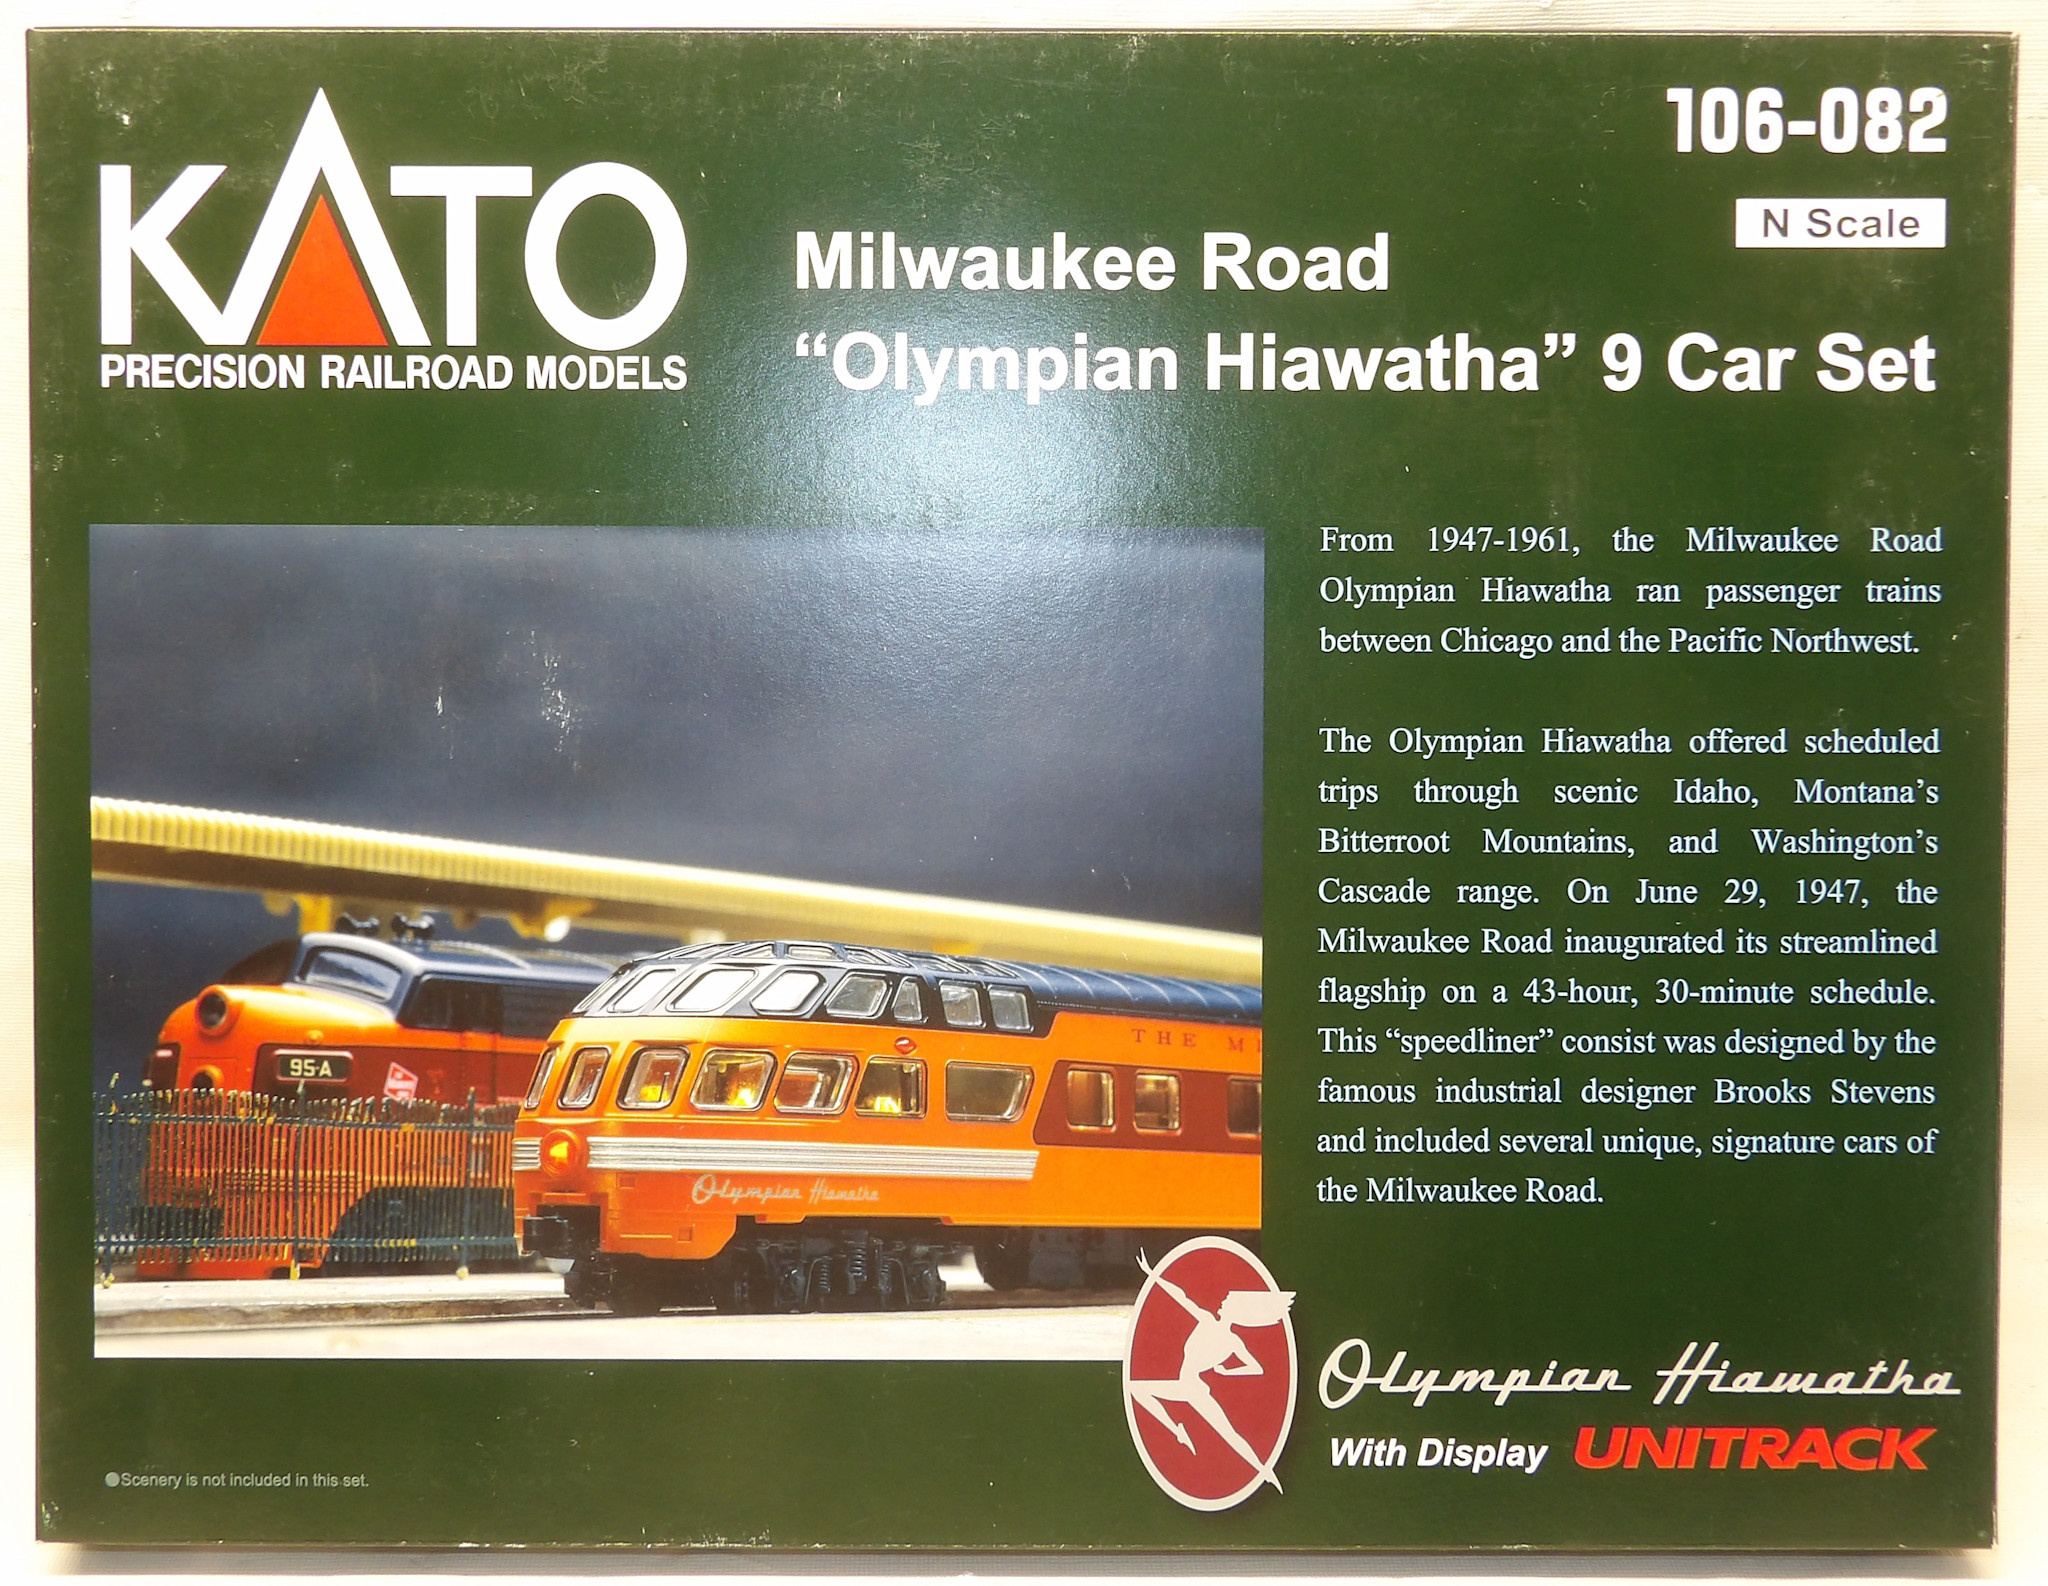 KATO
PRECISION RAILROAD MODELS
106-082
N Scale
Milwaukee Road
“Olympian Hiawatha” 9 Car Set
From 1947-1961, the Milwaukee Road
Olympian Hiawatha ran passenger trains
between Chicago and the Pacific Northwest.
The Olympian Hiawatha offered scheduled
trips through scenic Idaho, Montana’s
Bitterroot Mountains, and Washington’s
Cascade range. On June 29, 1947, the
Milwaukee Road inaugurated its streamlined
flagship on a 43-hour, 30-minute schedule.
This “speedliner” consist was designed by the
famous industrial designer Brooks Stevens
and included several unique, signature cars of
the Milwaukee Road.
THE MI
95-A
Olympian Hiawatha
Olympian Hiawatha
With Display UNITRACK
●Scenery is not included in this set.